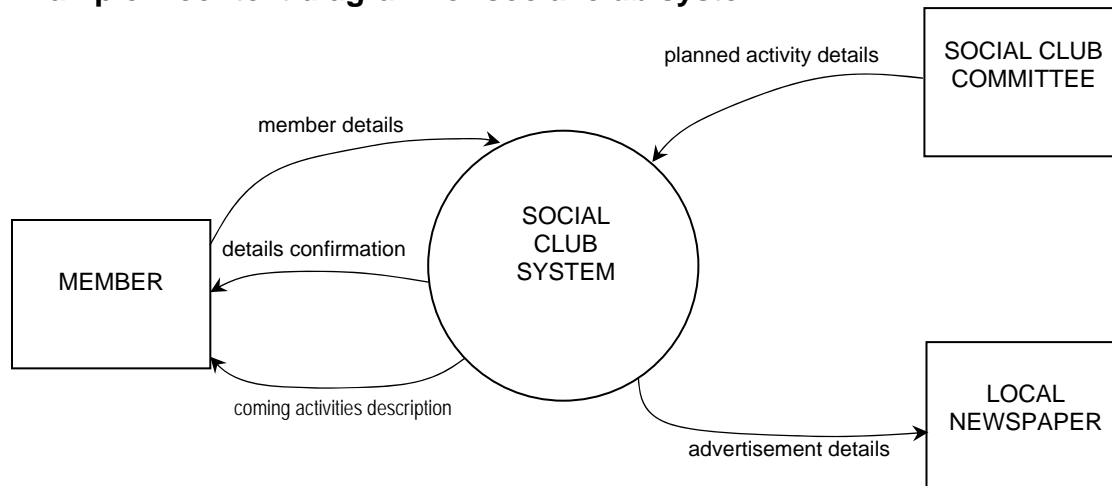 planned activity details
SOCIAL CLUB
COMMITTEE
member details
SOCIAL
CLUB
SYSTEM
details confirmation
MEMBER
coming activities description
LOCAL
NEWSPAPER
advertisement details